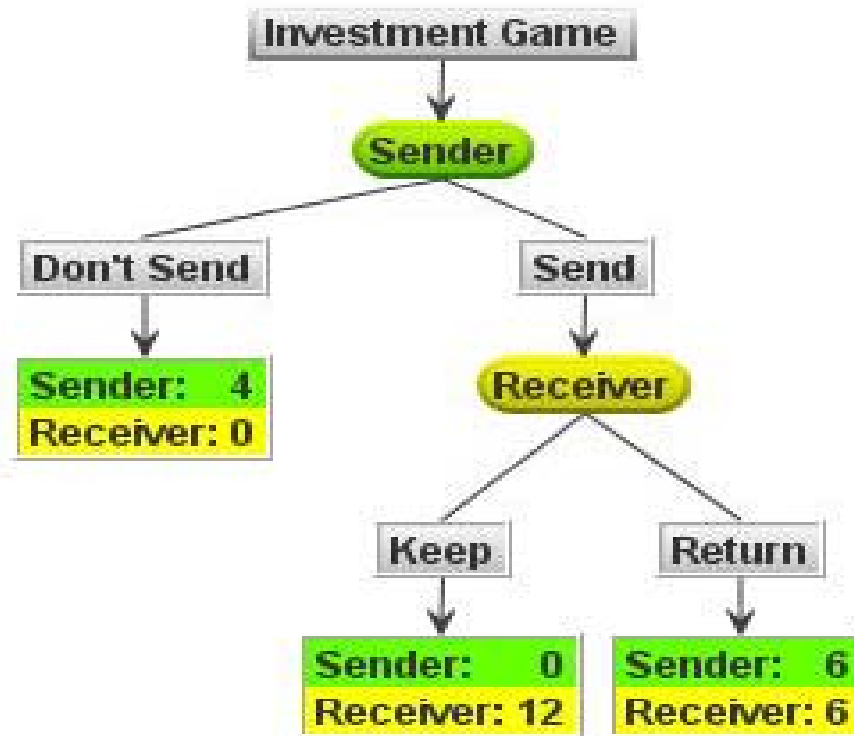 Investment Game
Sender
Don't Send
Send
Sender: 4
Receiver: 0
Receiver
Keep
Return
Sender: 0
Receiver: 12
Sender: 6
Receiver: 6